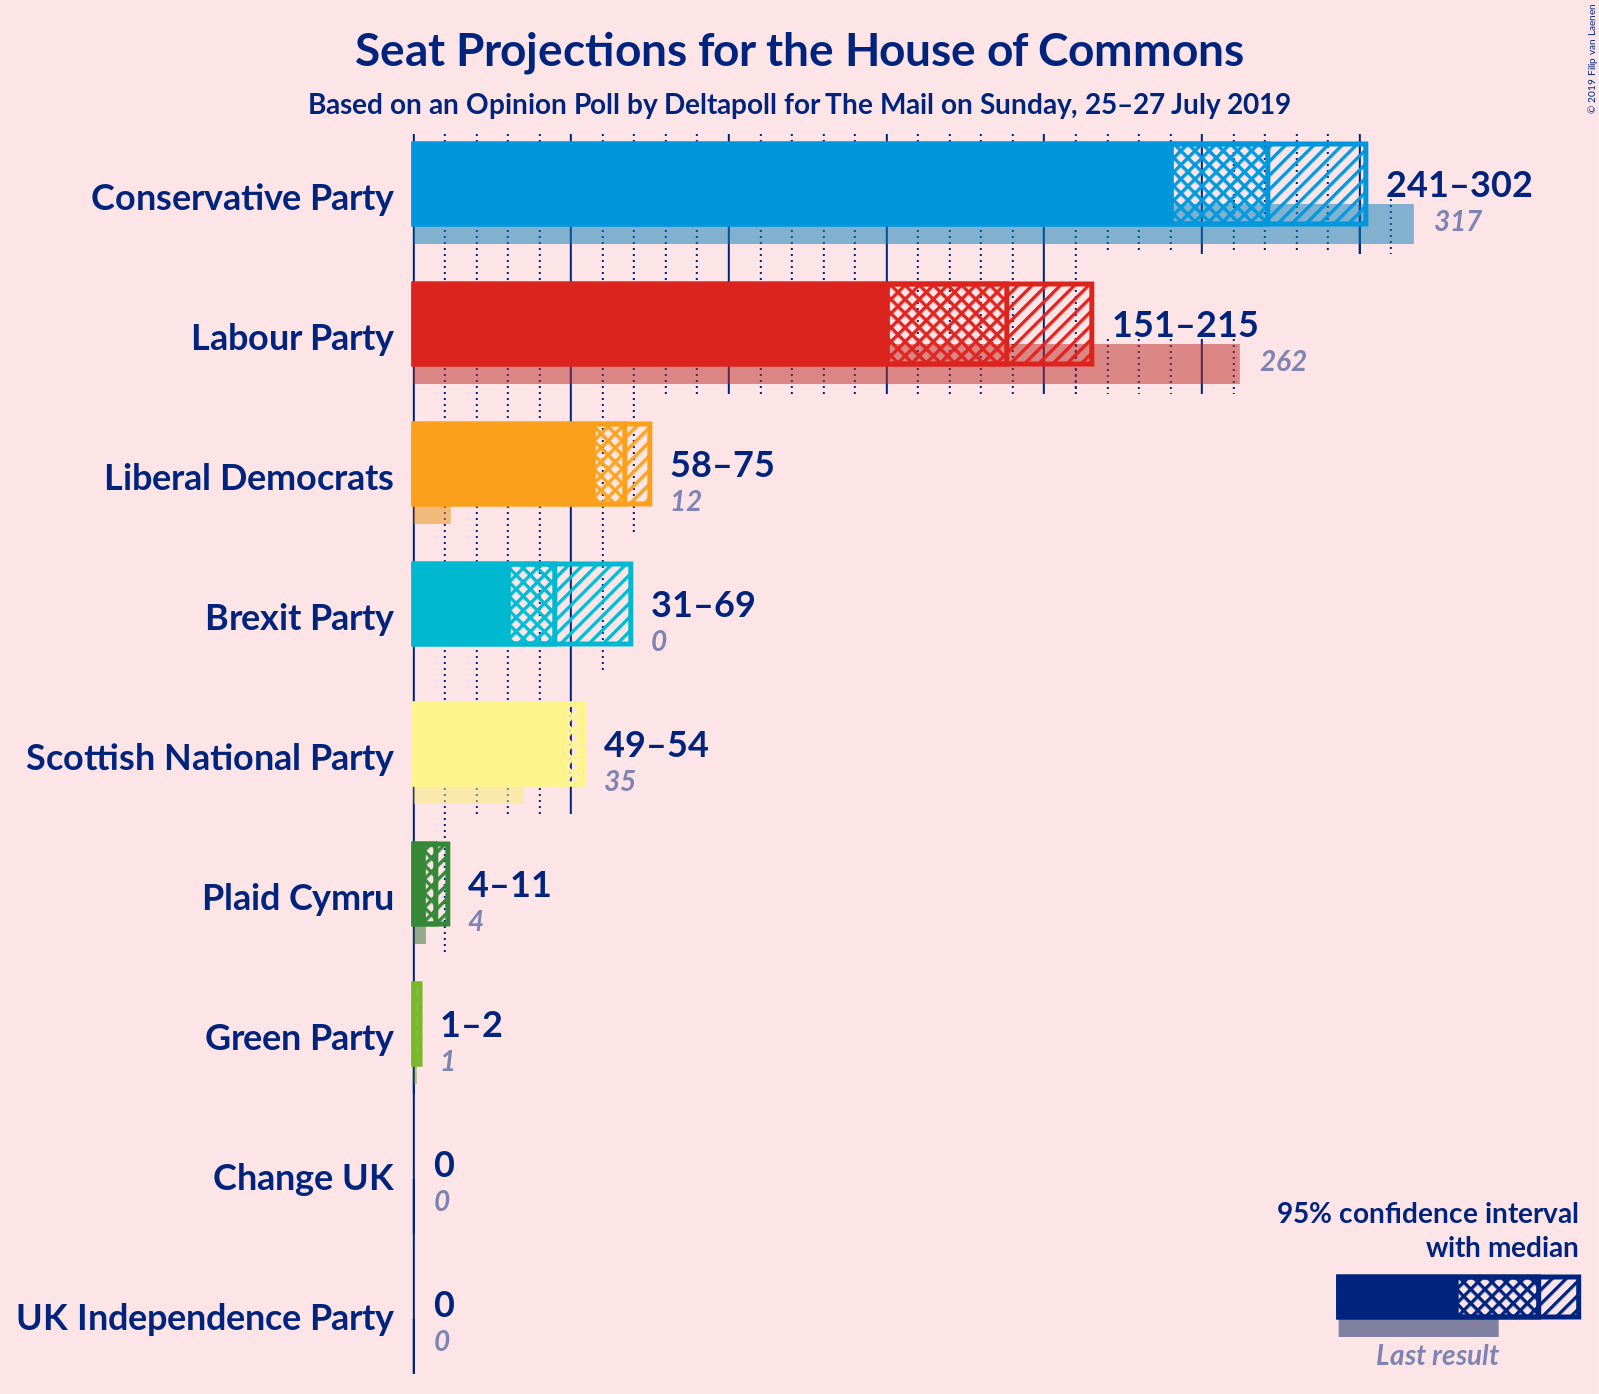 Seat Projections for the House of Commons
Based on an Opinion Poll by Deltapoll for The Mail on Sunday, 25–27 July 2019
© 2019 Filip van Laenen
Conservative Party
241–302
317
Labour Party
151–215
262
Liberal Democrats
58–75
12
Brexit Party
31–69
0
Scottish National Party
49–54
35
Plaid Cymru
4–11
4
Green Party
1–2
1
Change UK
0
0
UK Independence Party
0
0
95% confidence interval
with median
Last result